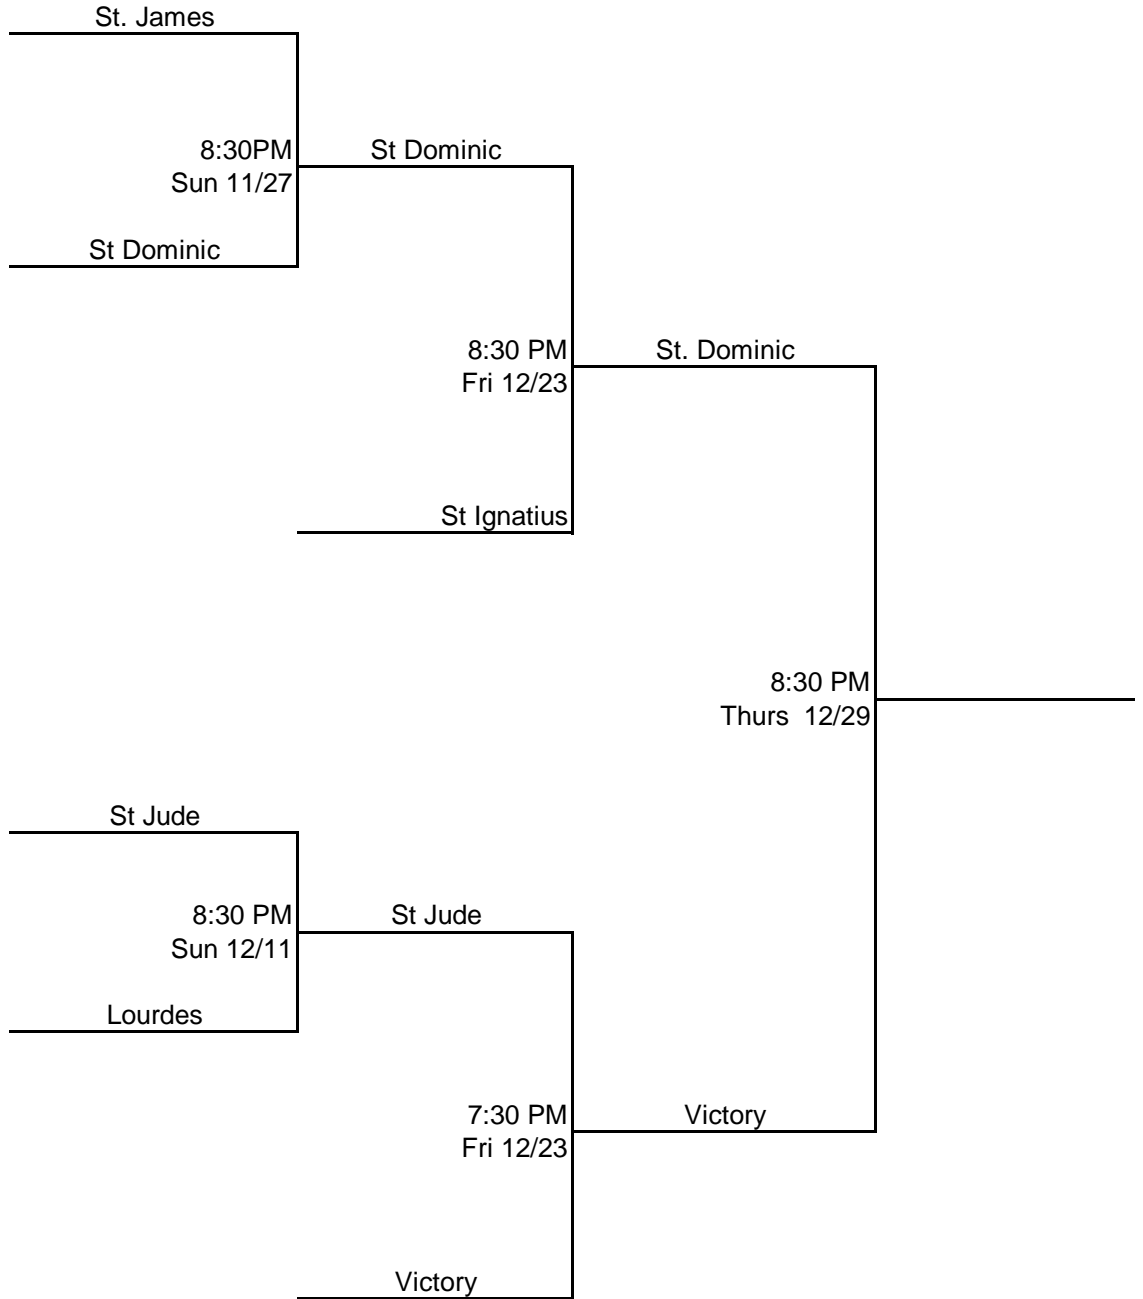 St. James
8:30PM
St Dominic
Sun 11/27
St Dominic
8:30 PM
St. Dominic
Fri 12/23
St Ignatius
8:30 PM
Thurs  12/29
St Jude
8:30 PM
St Jude
Sun 12/11
Lourdes
7:30 PM
Victory
Fri 12/23
Victory